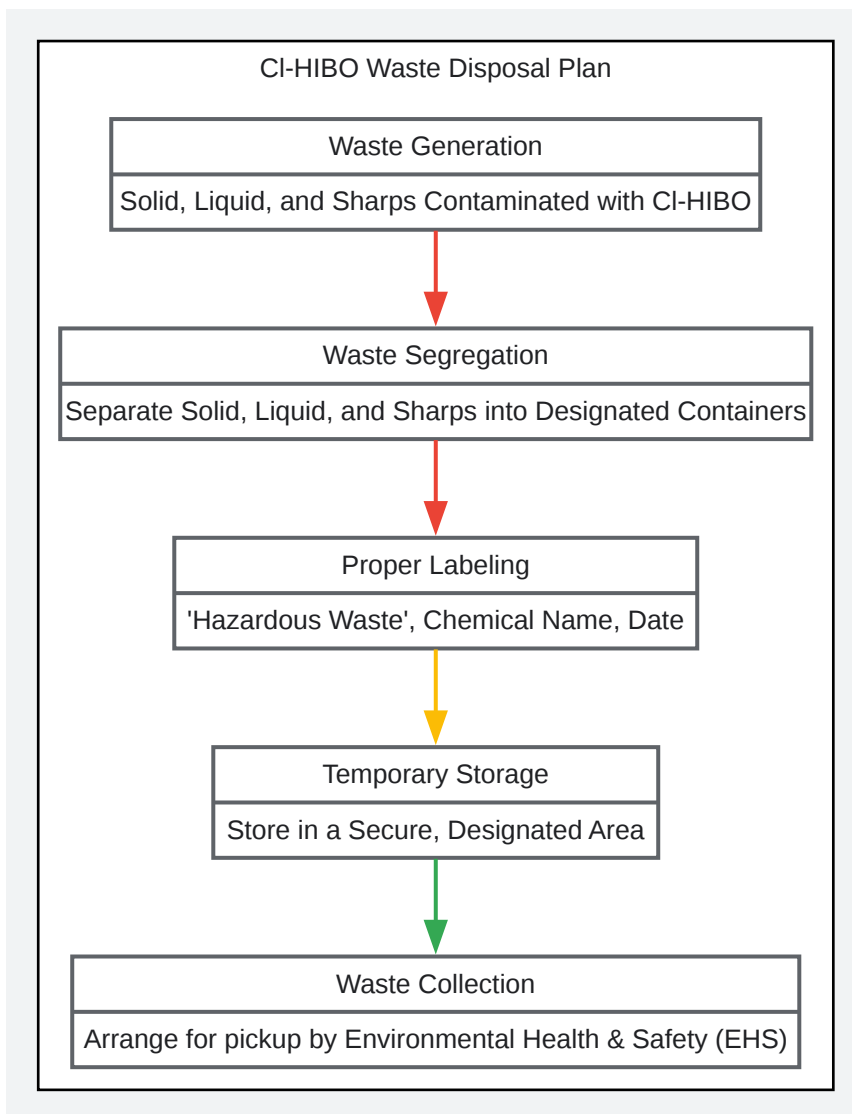 Cl-HIBO Waste Disposal Plan
Waste Generation
Solid, Liquid, and Sharps Contaminated with Cl-HIBO
Waste Segregation
Separate Solid, Liquid, and Sharps into Designated Containers
Proper Labeling
'Hazardous Waste', Chemical Name, Date
Temporary Storage
Store in a Secure, Designated Area
Waste Collection
Arrange for pickup by Environmental Health & Safety (EHS)